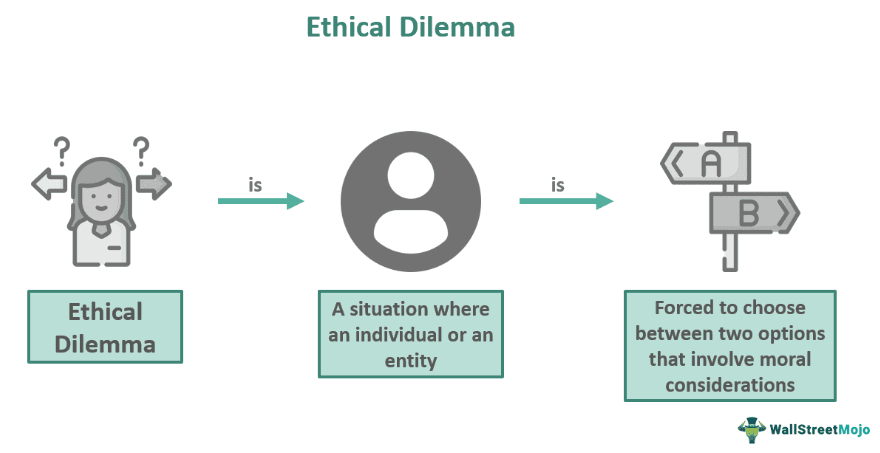 Ethical Dilemma
?
?
is
is
A
B
Ethical
Dilemma
A situation where
an individual or an
entity
Forced to choose
between two options
that involve moral
considerations
WallStreetMojo